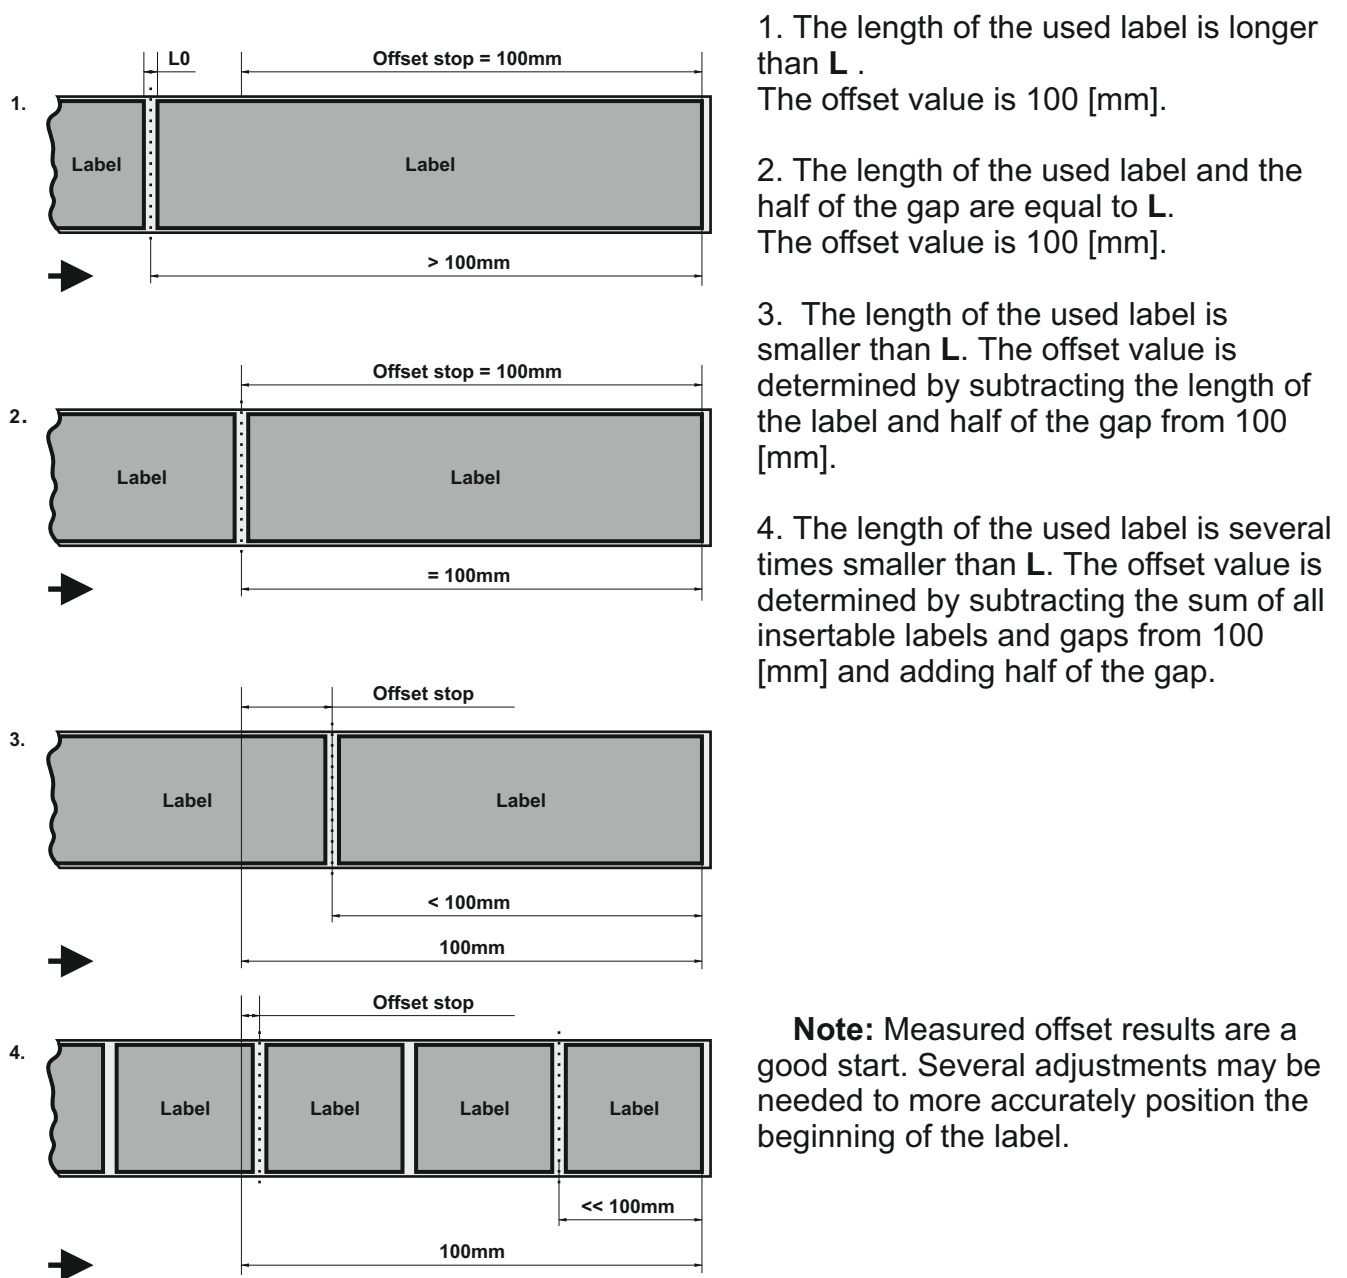 1. The length of the used label is longer
than L .
The offset value is 100 [mm].
2. The length of the used label and the
half of the gap are equal to L.
The offset value is 100 [mm].
3. The length of the used label is
smaller than L. The offset value is
determined by subtracting the length of
the label and half of the gap from 100
[mm].
4. The length of the used label is several
times smaller than L. The offset value is
determined by subtracting the sum of all
insertable labels and gaps from 100
[mm] and adding half of the gap.
Note: Measured offset results are a
good start. Several adjustments may be
needed to more accurately position the
beginning of the label.
L0 Offset stop = 100mm
1.
Label Label
> 100mm
Offset stop = 100mm
2.
Label Label
= 100mm
Offset stop
3.
Label Label
< 100mm
100mm
Offset stop
4.
Label Label Label Label
<< 100mm
100mm